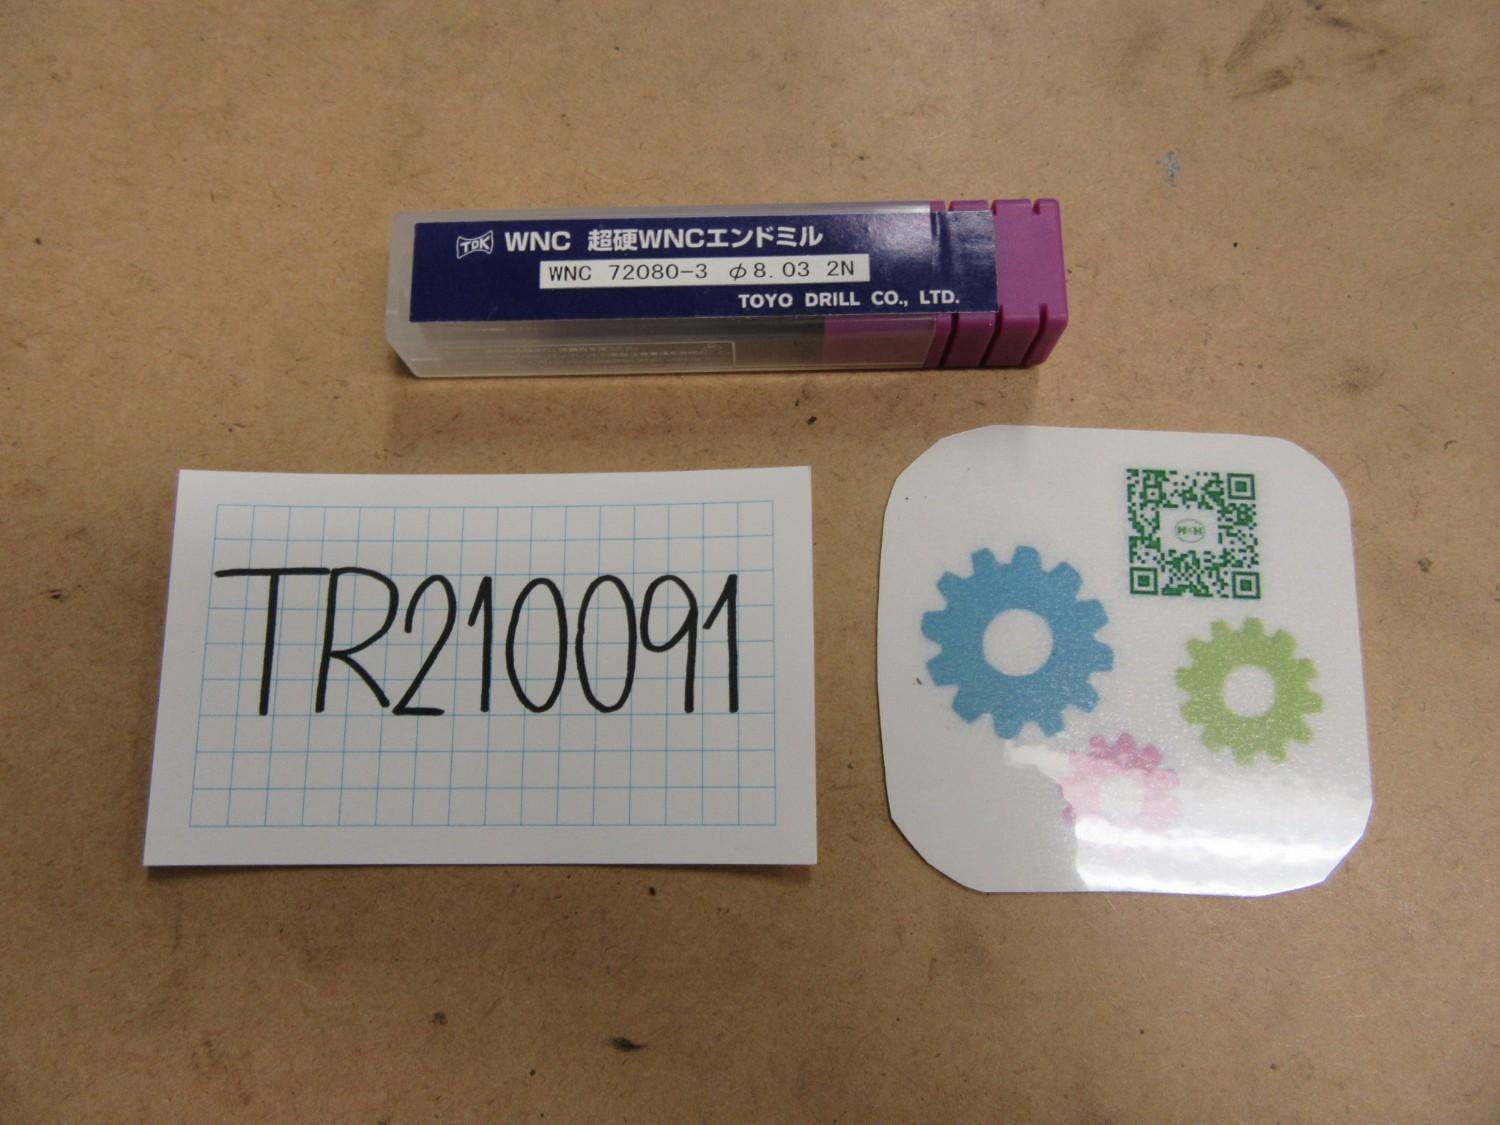 TDK WNC 超硬WNCエンドミル
WNC 72080-3 φ8.03 2N
TOYO DRILL CO., LTD.
TR210091